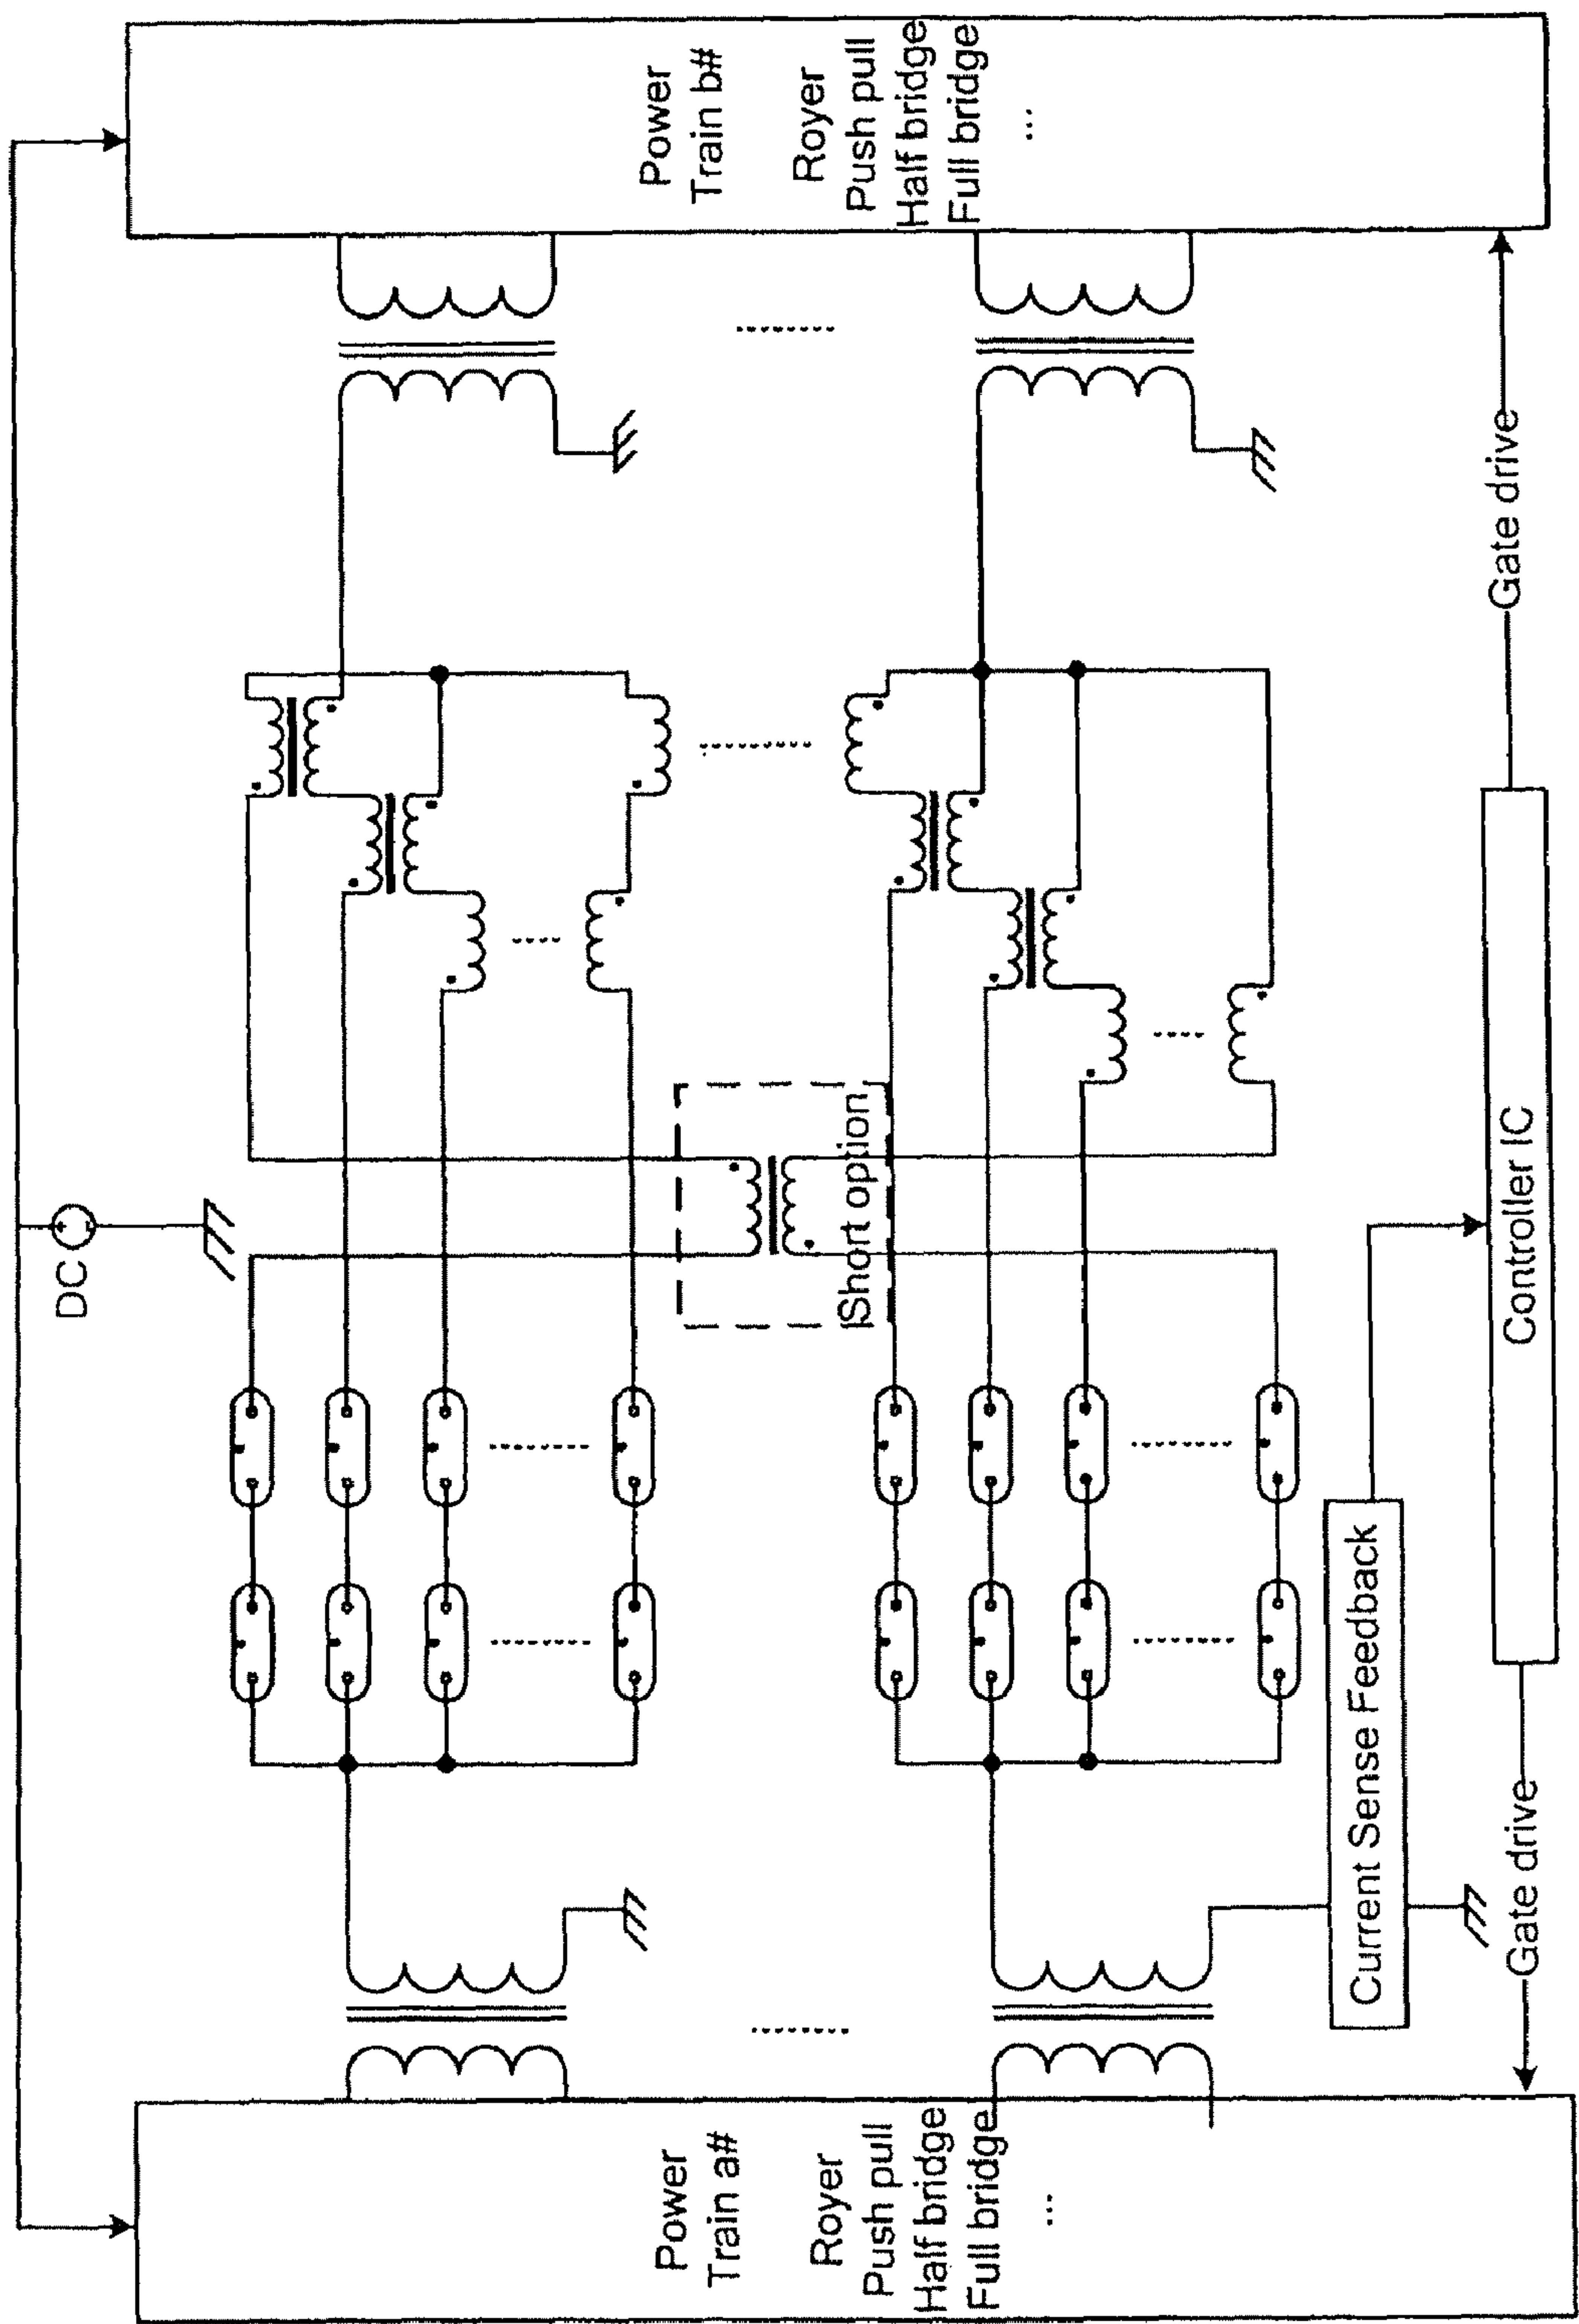 DC
Power
Train a#
Royer
Push pull
Half bridge
Full bridge
...
Power
Train b#
Royer
Push pull
Half bridge
Full bridge
...
Short option
Current Sense Feedback
Gate drive
Controller IC
Gate drive